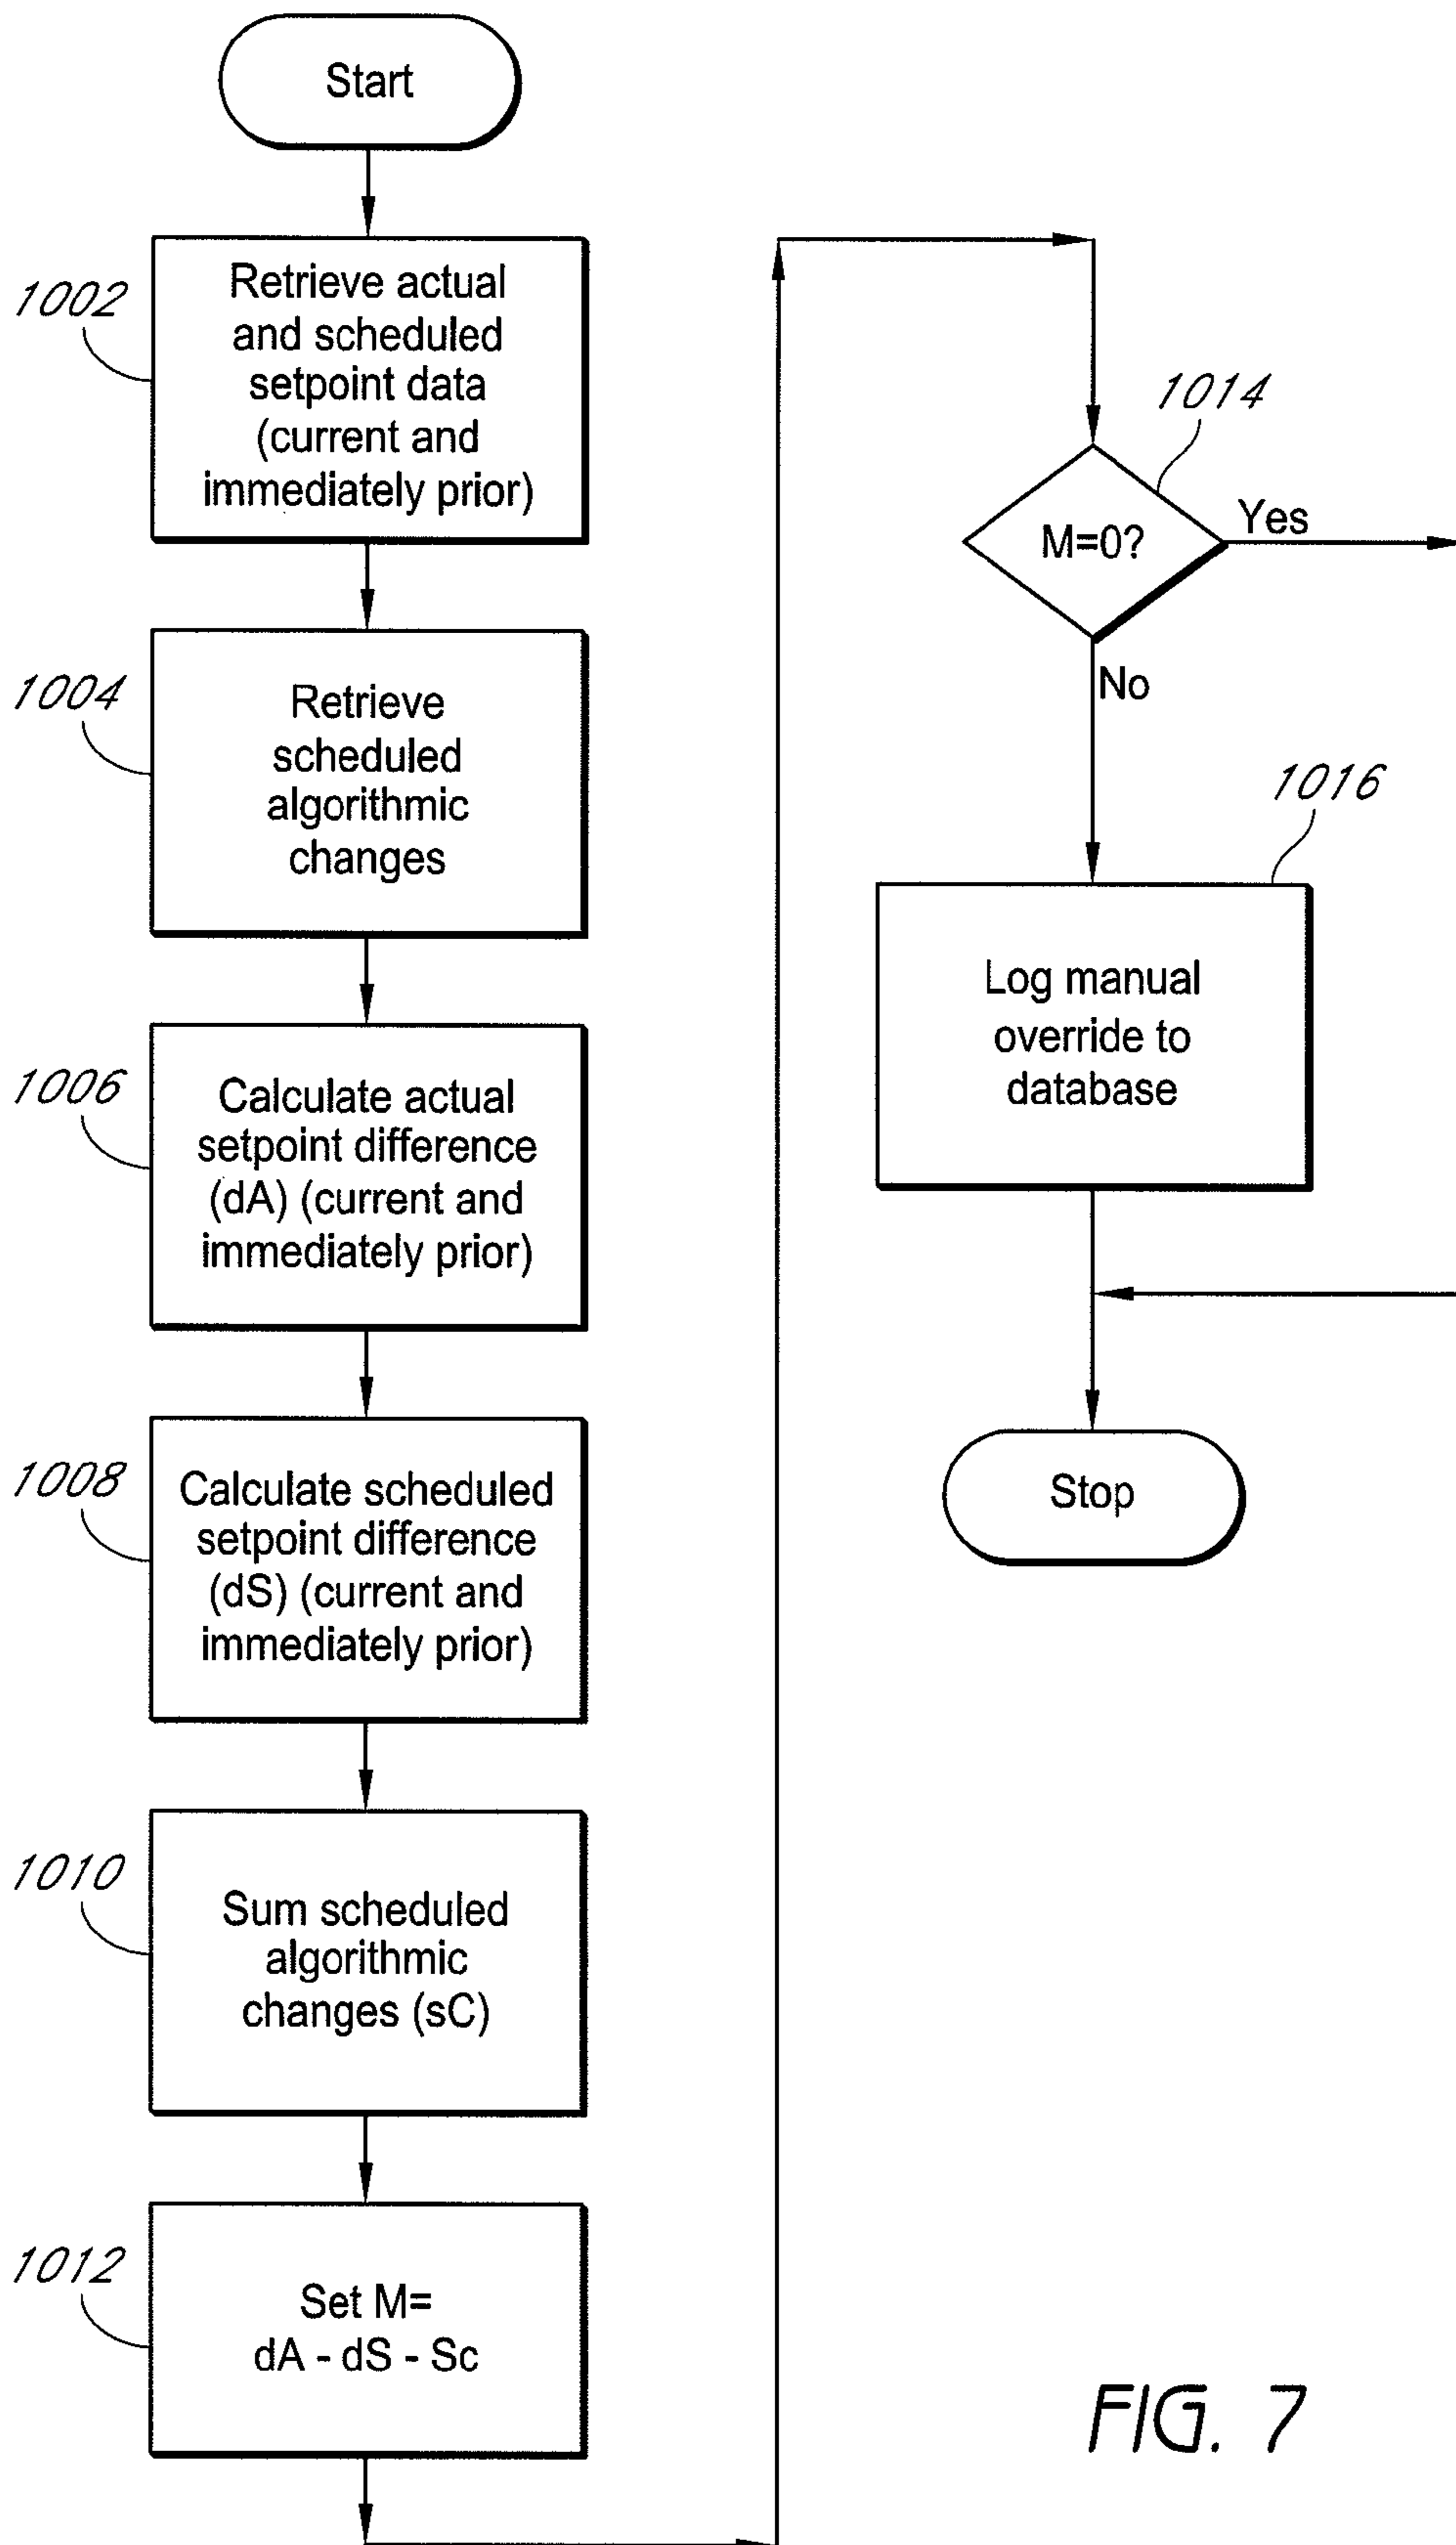 Start
1002
Retrieve actual
and scheduled
setpoint data
(current and
immediately prior)
1004
Retrieve
scheduled
algorithmic
changes
1006
Calculate actual
setpoint difference
(dA) (current and
immediately prior)
1008
Calculate scheduled
setpoint difference
(dS) (current and
immediately prior)
1010
Sum scheduled
algorithmic
changes (sC)
1012
Set M=
dA - dS - Sc
1014
M=0?
Yes
No
1016
Log manual
override to
database
Stop
FIG. 7